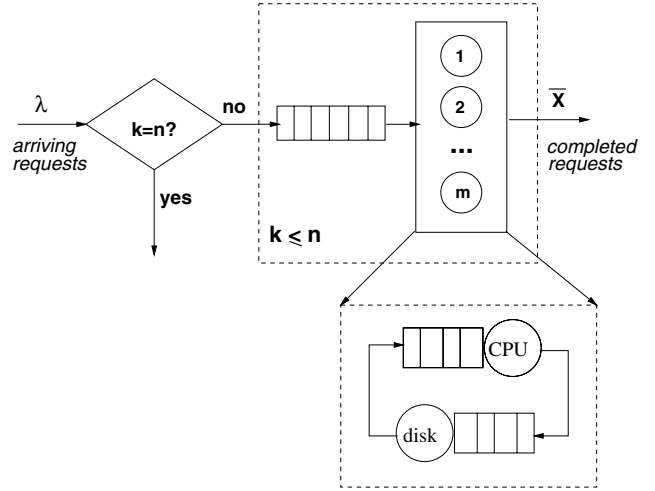 λ
arriving
requests
k=n?
no
yes
k ≤ n
1
2
...
m
X̅
completed
requests
CPU
disk